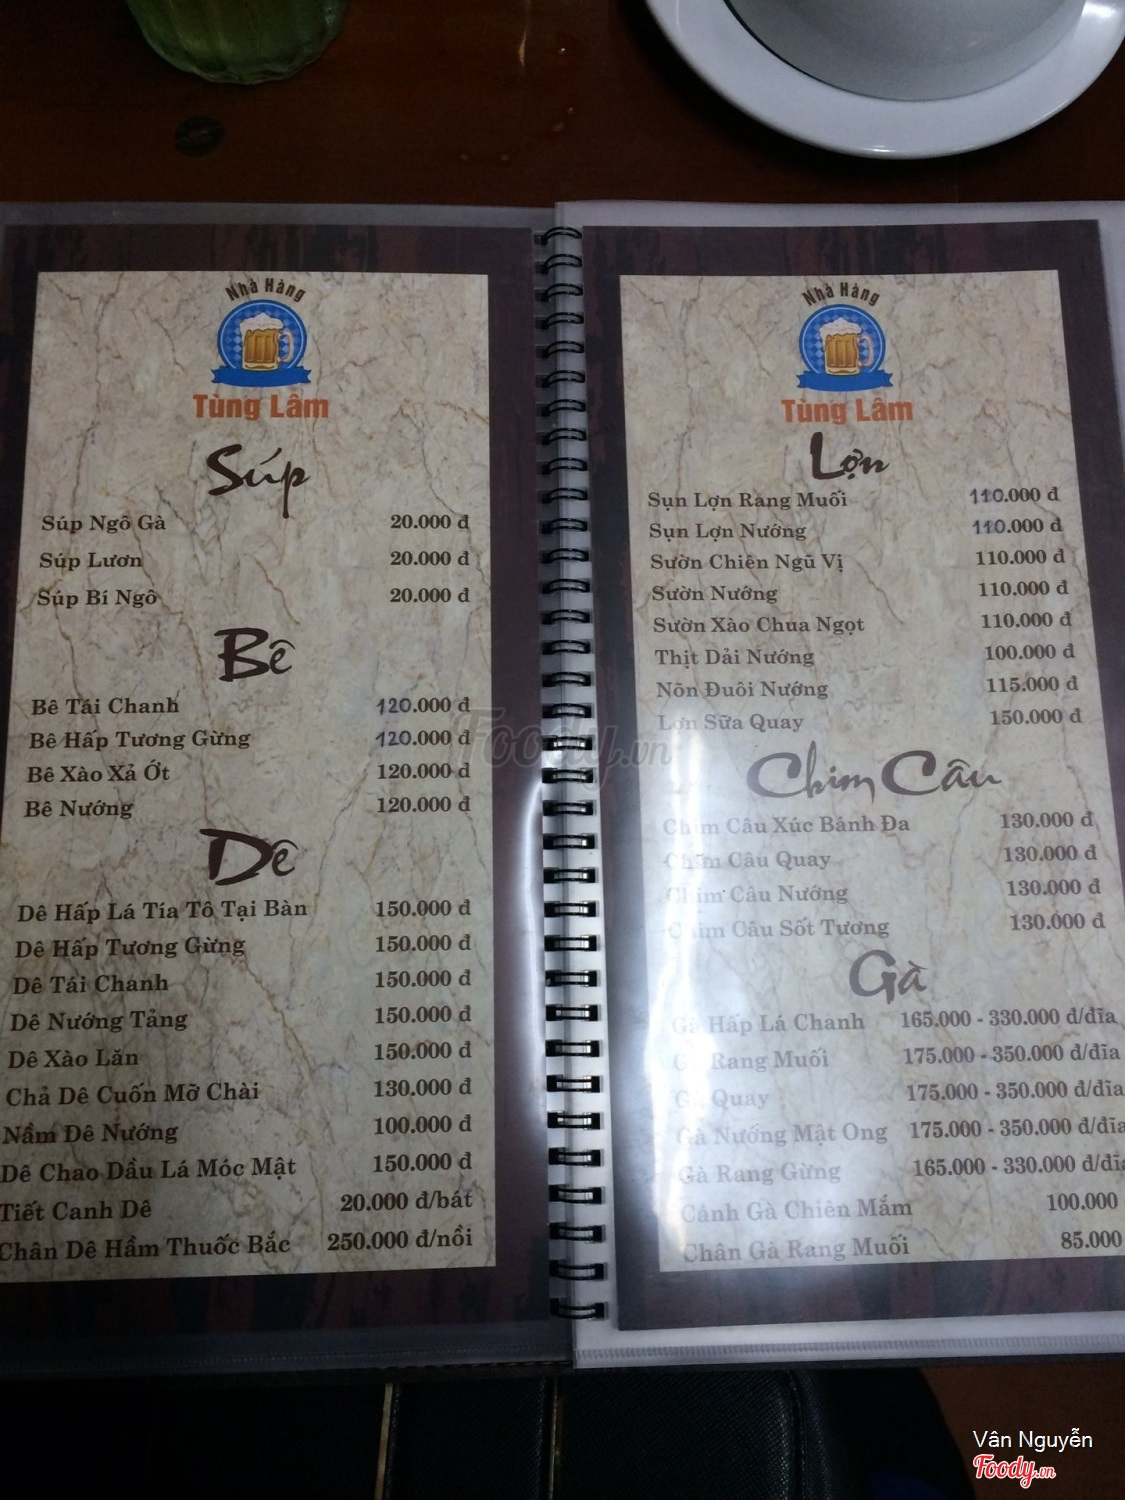 Nhà Hàng
Tùng Lâm
Súp
Súp Ngô Gà 20.000 đ
Súp Lươn 20.000 đ
Súp Bí Ngô 20.000 đ
Bê
Bê Tái Chanh 120.000 đ
Bê Hấp Tương Gừng 120.000 đ
Bê Xào Xả Ớt 120.000 đ
Bê Nướng 120.000 đ
Dê
Dê Hấp Lá Tía Tô Tại Bàn 150.000 đ
Dê Hấp Tương Gừng 150.000 đ
Dê Tái Chanh 150.000 đ
Dê Nướng Tảng 150.000 đ
Dê Xào Lăn 150.000 đ
Chả Dê Cuốn Mỡ Chài 130.000 đ
Nầm Dê Nướng 100.000 đ
Dê Chao Dầu Lá Móc Mật 150.000 đ
Tiết Canh Dê 20.000 đ/bát
Chân Dê Hầm Thuốc Bắc 250.000 đ/nồi
Nhà Hàng
Tùng Lâm
Lợn
Sụn Lợn Rang Muối 110.000 đ
Sụn Lợn Nướng 110.000 đ
Sườn Chiên Ngũ Vị 110.000 đ
Sườn Nướng 110.000 đ
Sườn Xào Chua Ngọt 110.000 đ
Thịt Dải Nướng 100.000 đ
Nõn Đuôi Nướng 115.000 đ
Lợn Sữa Quay 150.000 đ
Chim Câu
Chim Câu Xúc Bánh Đa 130.000 đ
Chim Câu Quay 130.000 đ
Chim Câu Nướng 130.000 đ
Chim Câu Sốt Tương 130.000 đ
Gà
Gà Hấp Lá Chanh 165.000 - 330.000 đ/đĩa
Gà Rang Muối 175.000 - 350.000 đ/đĩa
Gà Quay 175.000 - 350.000 đ/đĩa
Gà Nướng Mật Ong 175.000 - 350.000 đ/đĩa
Gà Rang Gừng 165.000 - 330.000 đ/đĩa
Cánh Gà Chiên Mắm 100.000
Chân Gà Rang Muối 85.000
Foody.vn
Vân Nguyễn
Foody.vn